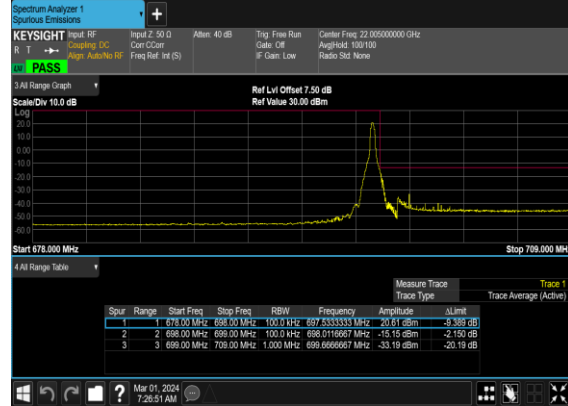 Spectrum Analyzer 1
Spurious Emissions
+
KEYSIGHT Input: RF Input Z: 50 Ω Atten: 40 dB Trig: Free Run Center Freq: 22.005000000 GHz
R T Coupling: DC Corr CCorr Gate: Off Avg|Hold: 100/100
Align: Auto/No RF Freq Ref: Int (S) IF Gain: Low Radio Std: None
PASS
3 All Range Graph Ref Lvl Offset 7.50 dB
Scale/Div 10.0 dB Ref Value 30.00 dBm
Log
20.0
10.0
0.00
-10.0
-20.0
-30.0
-40.0
-50.0
-60.0
Start 678.000 MHz Stop 709.000 MH
4 All Range Table
Measure Trace Trace 1
Trace Type Trace Average (Active)
Spur Range Start Freq Stop Freq RBW Frequency Amplitude ΔLimit
1 1 678.00 MHz 698.00 MHz 100.0 kHz 697.5333333 MHz 20.61 dBm -9.389 dB
2 2 698.00 MHz 699.00 MHz 100.0 kHz 698.0116667 MHz -15.15 dBm -2.150 dB
3 3 699.00 MHz 709.00 MHz 1.000 MHz 699.6666667 MHz -33.19 dBm -20.19 dB
? Mar 01, 2024
7:26:51 AM